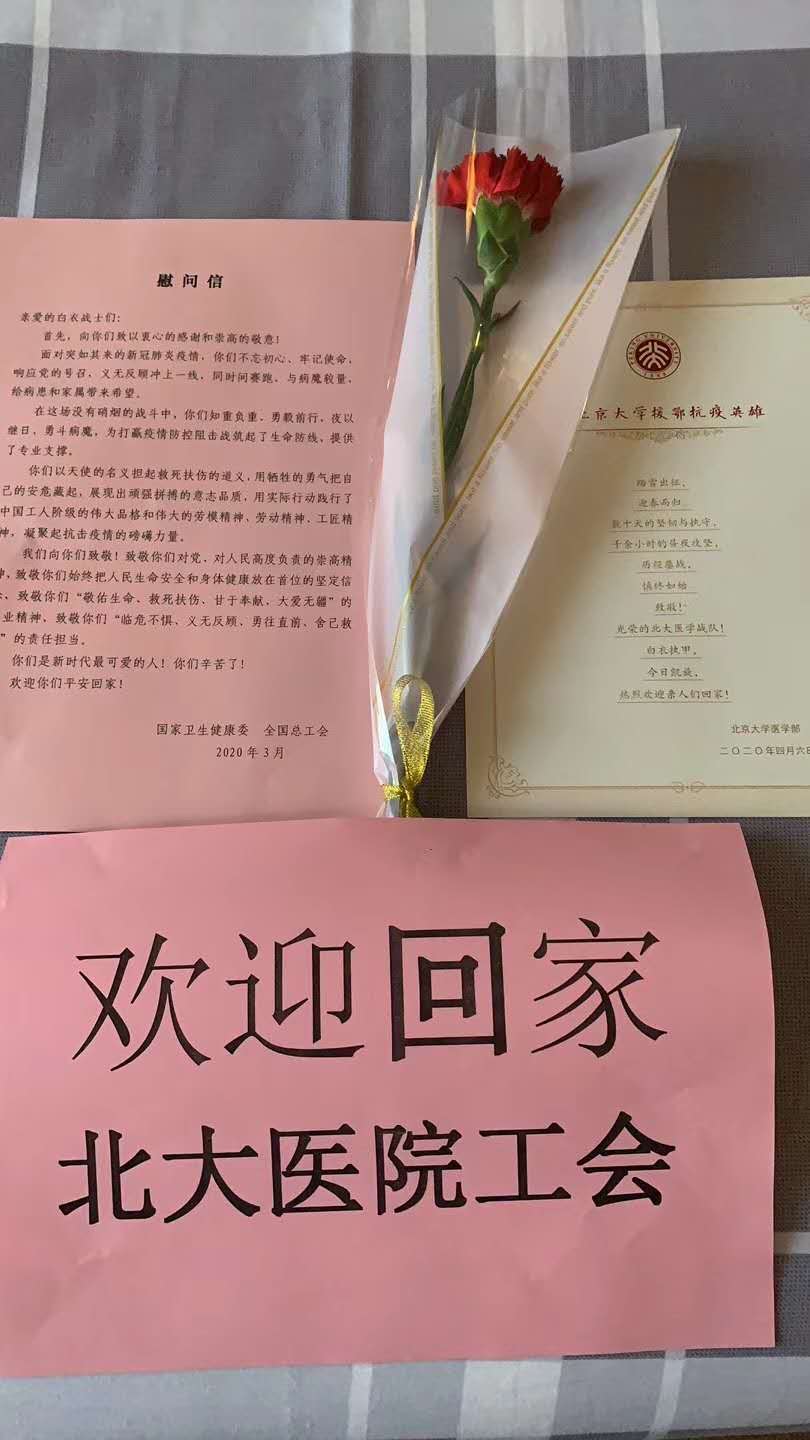 慰问信
亲爱的白衣战士们:
首先，向你们致以衷心的感谢和崇高的敬意!
面对突如其来的新冠肺炎疫情，你们不忘初心、牢记使命，
响应党的号召，义无反顾冲上一线，同时间赛跑、与病魔较量，
给病患和家属带来希望。
在这场没有硝烟的战斗中，你们知重负重、勇毅前行，夜以
继日、勇斗病魔，为打赢疫情防控阻击战筑起了生命防线，提供
了专业支撑。
你们以天使的名义担起救死扶伤的道义，用牺牲的勇气把自
己的安危藏起，展现出顽强拼搏的意志品质，用实际行动践行了
中国工人阶级的伟大品格和伟大的劳模精神、劳动精神、工匠精
神，凝聚起抗击疫情的磅礴力量。
我们向你们致敬！致敬你们对党、对人民高度负责的崇高精
神，致敬你们始终把人民生命安全和身体健康放在首位的坚定信
、致敬你们“敬佑生命、救死扶伤、甘于奉献、大爱无疆”的
业精神、致敬你们“临危不惧、义无反顾、勇往直前、舍己救
”的责任担当。
你们是新时代最可爱的人！你们辛苦了！
欢迎你们平安回家！
国家卫生健康委 全国总工会
2020年3月
PEKING UNIVERSITY
1898
北京大学援鄂抗疫英雄
踏雪出征，
迎春而归
数十天的坚韧与执守，
千余小时的昼夜攻坚，
历经鏖战，
慎终如始
致敬！
光荣的北大医学战队！
白衣执甲，
今日凯旋，
热烈欢迎亲人们回家！
北京大学医学部
二〇二〇年四月六日
like a flower, so sweet and pure.
欢迎回家
北大医院工会